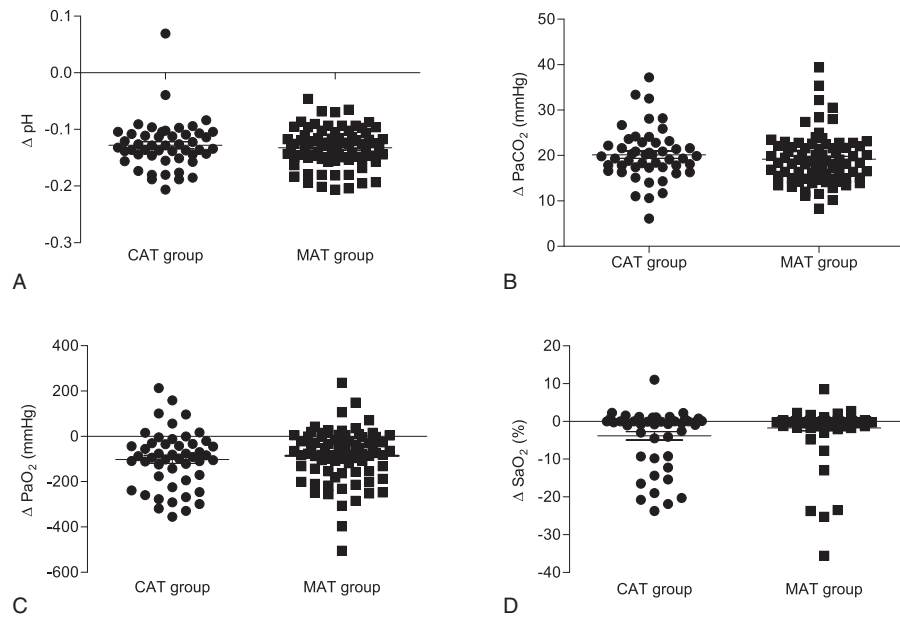 0.1
0.0
-0.1
-0.2
-0.3
Δ pH
CAT group
MAT group
A
50
40
30
20
10
0
Δ PaCO₂ (mmHg)
CAT group
MAT group
B
400
200
0
-200
-400
-600
Δ PaO₂ (mmHg)
CAT group
MAT group
C
20
10
0
-10
-20
-30
-40
Δ SaO₂ (%)
CAT group
MAT group
D